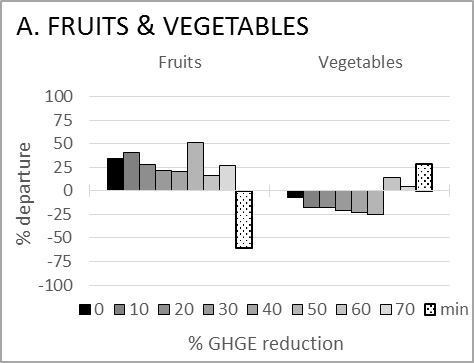 A. FRUITS & VEGETABLES
Fruits Vegetables
100
75
50
25
0
-25
-50
-75
-100
% departure
0 10 20 30 40 50 60 70 min
% GHGE reduction